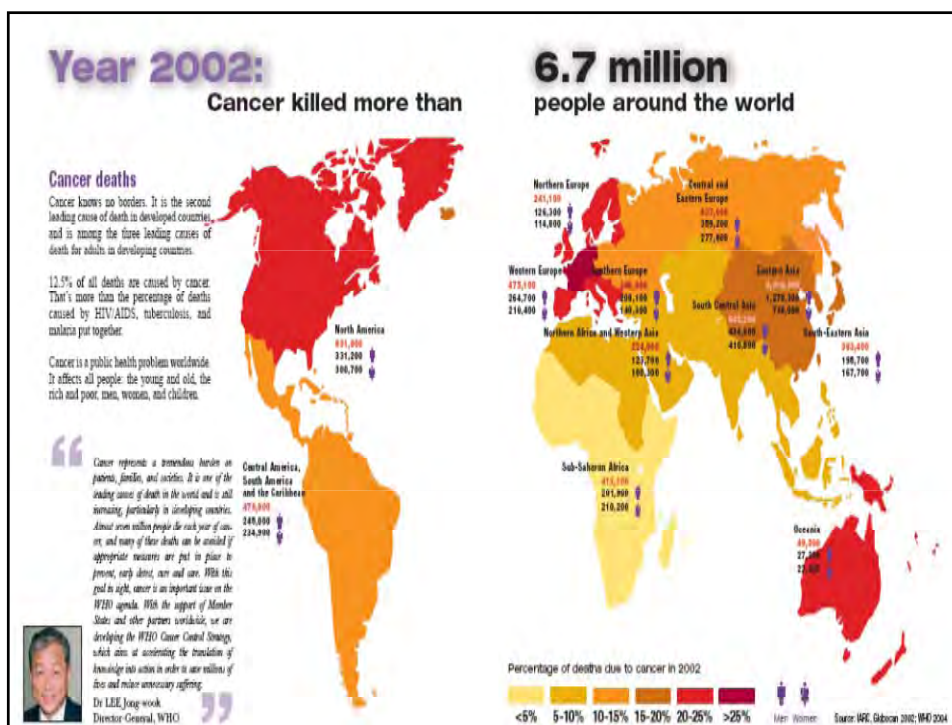 Year 2002:
Cancer killed more than
6.7 million
people around the world
Cancer deaths
Cancer knows no borders. It is the second
leading cause of death in developed countries
and is among the three leading causes of
death for adults in developing countries.
12.5% of all deaths are caused by cancer.
That's more than the percentage of deaths
caused by HIV/AIDS, tuberculosis, and
malaria put together.
Cancer is a public health problem worldwide.
It affects all people: the young and old, the
rich and poor, men, women, and children.
“
Cancer represents a tremendous burden on
patients, families, and societies. It is one of the
leading causes of death in the world and is still
increasing, particularly in developing countries.
Almost seven million people die each year of can-
cer, and many of these deaths can be avoided if
appropriate measures are put in place to
prevent, early detect, cure and care. With this
goal in sight, cancer is an important issue on the
WHO agenda. With the support of Member
States and other partners worldwide, we are
developing the WHO Cancer Control Strategy,
which aims at accelerating the translation of
knowledge into action in order to save millions of
lives and reduce unnecessary suffering.
”
Dr LEE Jong-wook
Director-General, WHO
North America
331,200
300,700
Central America,
South America
and the Caribbean
234,900
Northern Europe
241,100
126,300
Western Europe
473,100
264,700
Southern Europe
Central and
Eastern Europe
Eastern Asia
South Central Asia
South-Eastern Asia
167,700
Northern Africa and Western Asia
Sub-Saharan Africa
210,200
Oceania
Percentage of deaths due to cancer in 2002
<5% 5-10% 10-15% 15-20% 20-25% >25%
Men Women
Source: IARC, Globocan 2002; WHO 2004